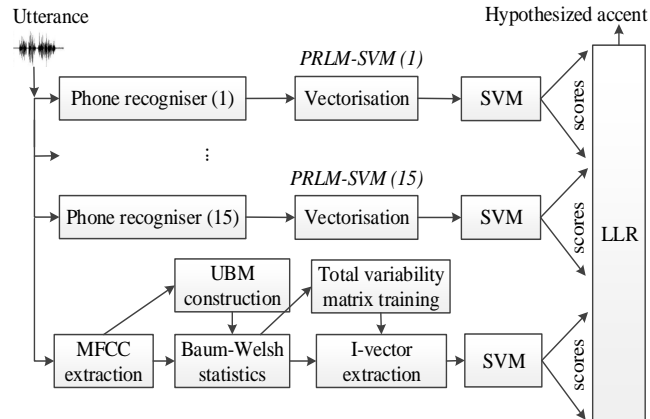 Utterance
Hypothesized accent
PRLM-SVM (1)
Phone recogniser (1)
Vectorisation
SVM
scores
...
PRLM-SVM (15)
Phone recogniser (15)
Vectorisation
SVM
scores
LLR
UBM
construction
Total variability
matrix training
MFCC
extraction
Baum-Welsh
statistics
I-vector
extraction
SVM
scores